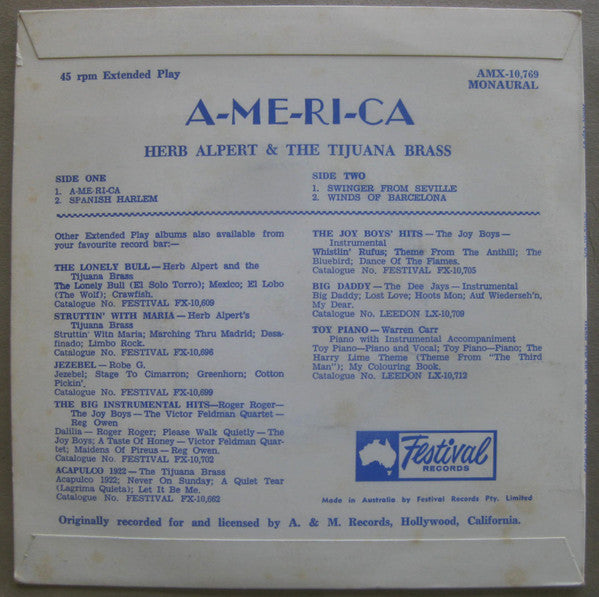 45 rpm Extended Play
AMX-10,769
MONAURAL
A-ME-RI-CA
HERB ALPERT & THE TIJUANA BRASS
SIDE ONE
1. A-ME-RI-CA
2. SPANISH HARLEM
SIDE TWO
1. SWINGER FROM SEVILLE
2. WINDS OF BARCELONA
Other Extended Play albums also available from
your favourite record bar:—
THE LONELY BULL — Herb Alpert and the
Tijuana Brass
The Lonely Bull (El Solo Torro); Mexico; El Lobo
(The Wolf); Crawfish.
Catalogue No. FESTIVAL FX-10,609
STRUTTIN' WITH MARIA — Herb Alpert's
Tijuana Brass
Struttin' With Maria; Marching Thru Madrid; Desa-
finado; Limbo Rock.
Catalogue No. FESTIVAL FX-10,696
JEZEBEL — Robe G.
Jezebel; Stage To Cimarron; Greenhorn; Cotton
Pickin'.
Catalogue No. FESTIVAL FX-10,699
THE BIG INSTRUMENTAL HITS—Roger Roger—
The Joy Boys — The Victor Feldman Quartet —
Reg Owen
Dalilia — Roger Roger; Please Walk Quietly — The
Joy Boys; A Taste Of Honey — Victor Feldman Quar-
tet; Maidens Of Pireus — Reg Owen.
Catalogue No. FESTIVAL FX-10,702
ACAPULCO 1922 — The Tijuana Brass
Acapulco 1922; Never On Sunday; A Quiet Tear
(Lagrima Quieta); Let It Be Me.
Catalogue No. FESTIVAL FX-10,662
THE JOY BOYS' HITS — The Joy Boys—
Instrumental
Whistlin' Rufus; Theme From The Anthill; The
Bluebird; Dance Of The Flames.
Catalogue No. FESTIVAL FX-10,705
BIG DADDY — The Dee Jays — Instrumental
Big Daddy; Lost Love; Hoots Mon; Auf Wiederseh'n,
My Dear.
Catalogue No. LEEDON LX-10,709
TOY PIANO — Warren Carr
Piano with Instrumental Accompaniment
Toy Piano—Piano and Vocal; Toy Piano—Piano; The
Harry Lime Theme (Theme From "The Third
Man"); My Colouring Book.
Catalogue No. LEEDON LX-10,712
Festival
RECORDS
Made in Australia by Festival Records Pty. Limited
Originally recorded for and licensed by A. & M. Records, Hollywood, California.